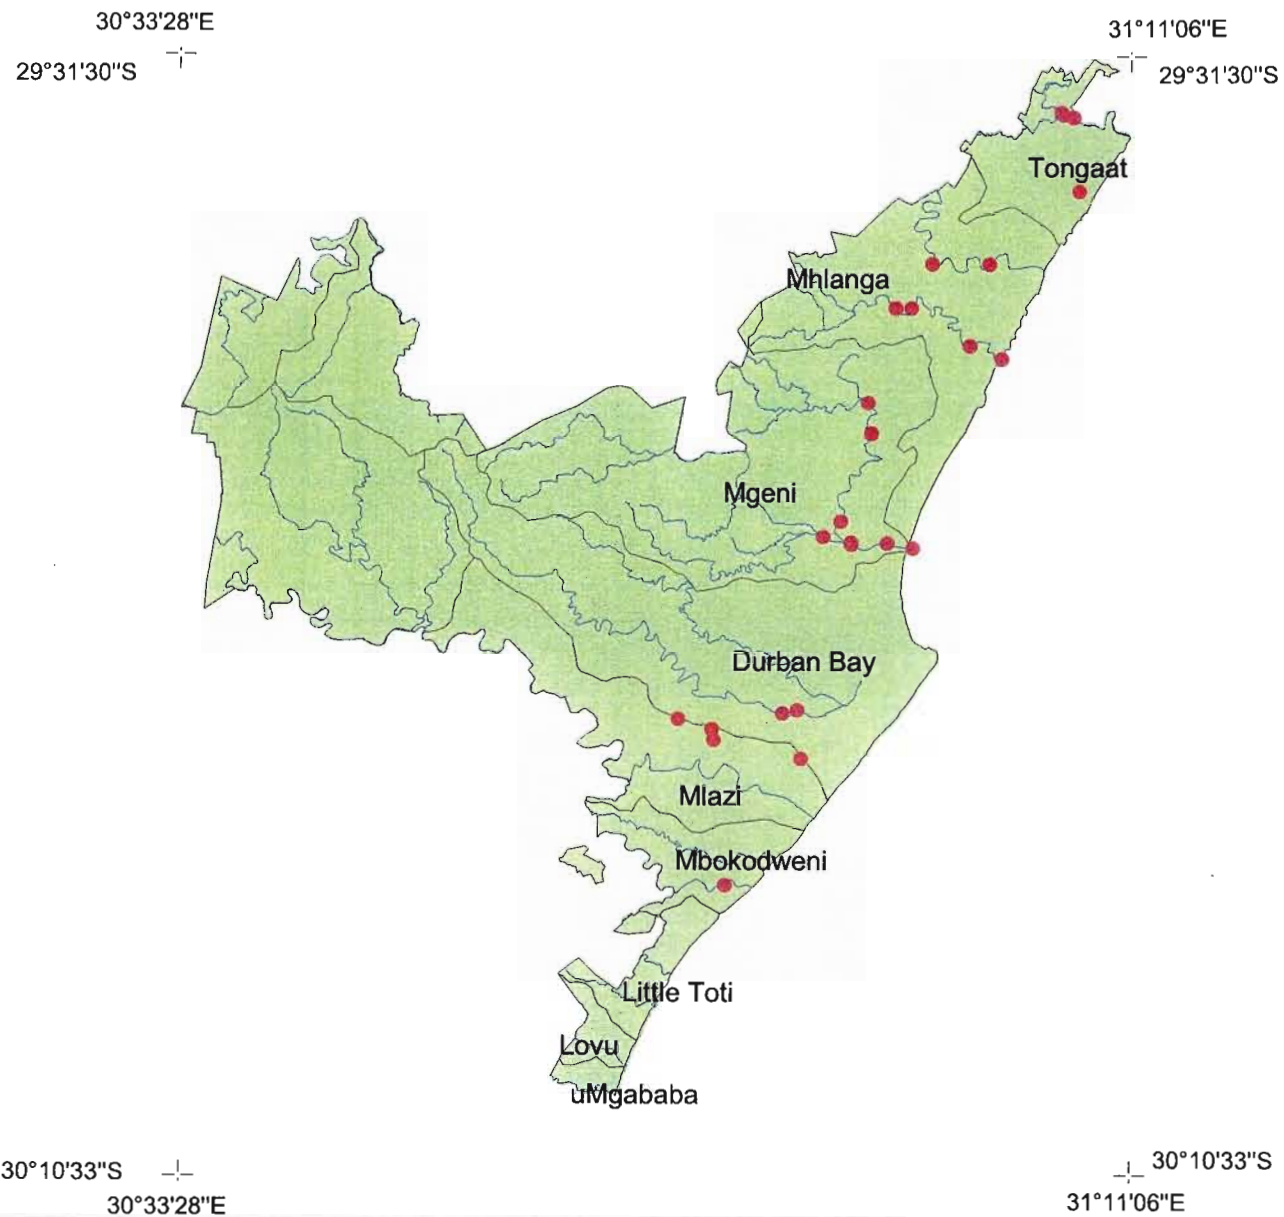 30°33'28"E
31°11'06"E
29°31'30"S
29°31'30"S
Tongaat
Mhlanga
Mgeni
Durban Bay
Mlazi
Mbokodweni
Little Toti
Lovu
uMgababa
30°10'33"S
30°10'33"S
30°33'28"E
31°11'06"E